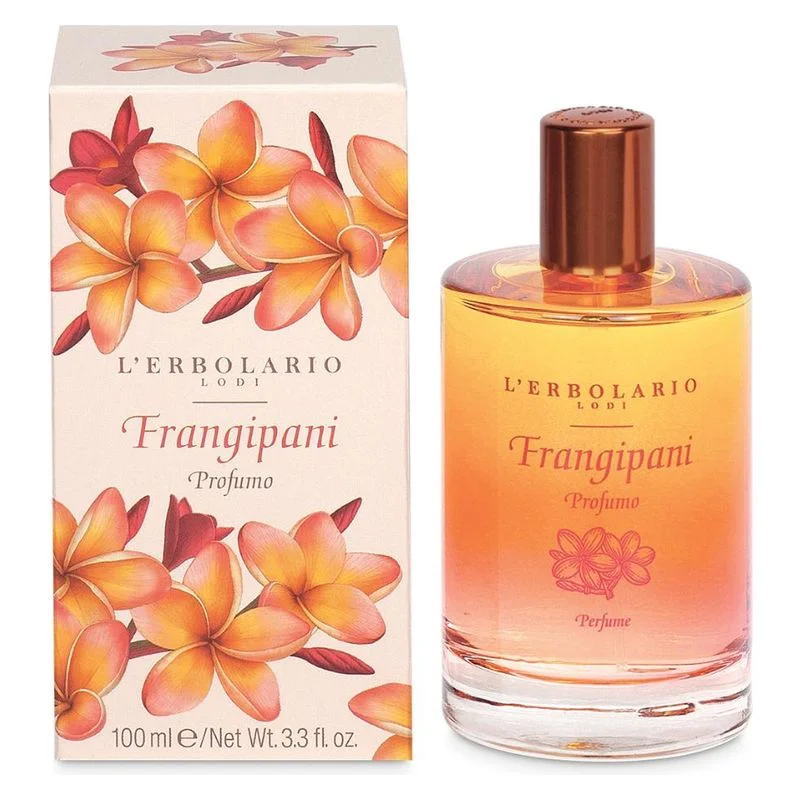 L'ERBOLARIO
LODI
Frangipani
Profumo
100 ml ℮/Net Wt. 3.3 fl. oz.
L'ERBOLARIO
LODI
Frangipani
Profumo
Perfume